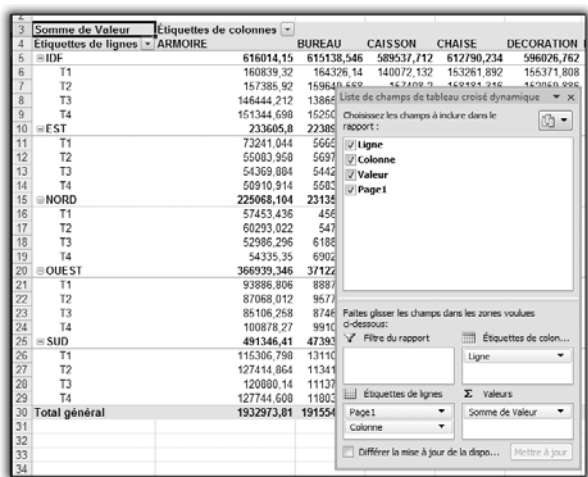 Somme de Valeur Étiquettes de colonnes
Étiquettes de lignes ARMOIRE BUREAU CAISSON CHAISE DECORATION
IDF 616014,15 615138,546 589537,712 612790,234 596026,762
T1 160839,32 164326,14 140072,132 153261,892 155371,808
T2 157385,92
T3 146444,212
T4 151344,698
EST 233605,8
T1 73241,044
T2 55083,958
T3 54369,884
T4 50910,914
NORD 225068,104
T1 57453,436
T2 60293,022
T3 52986,296
T4 54335,35
OUEST 366939,346
T1 93886,806
T2 87068,012
T3 85106,258
T4 100878,27
SUD 491346,41
T1 115306,798
T2 127414,864
T3 120880,14
T4 127744,608
Total général 1932973,81
Liste de champs de tableau croisé dynamique
Choisissez les champs à inclure dans le
rapport :
Ligne
Colonne
Valeur
Page1
Faites glisser les champs dans les zones voulues
ci-dessous:
Filtre du rapport Étiquettes de colon...
Ligne
Étiquettes de lignes Σ Valeurs
Page1 Somme de Valeur
Colonne
Différer la mise à jour de la dispo... Mettre à jour